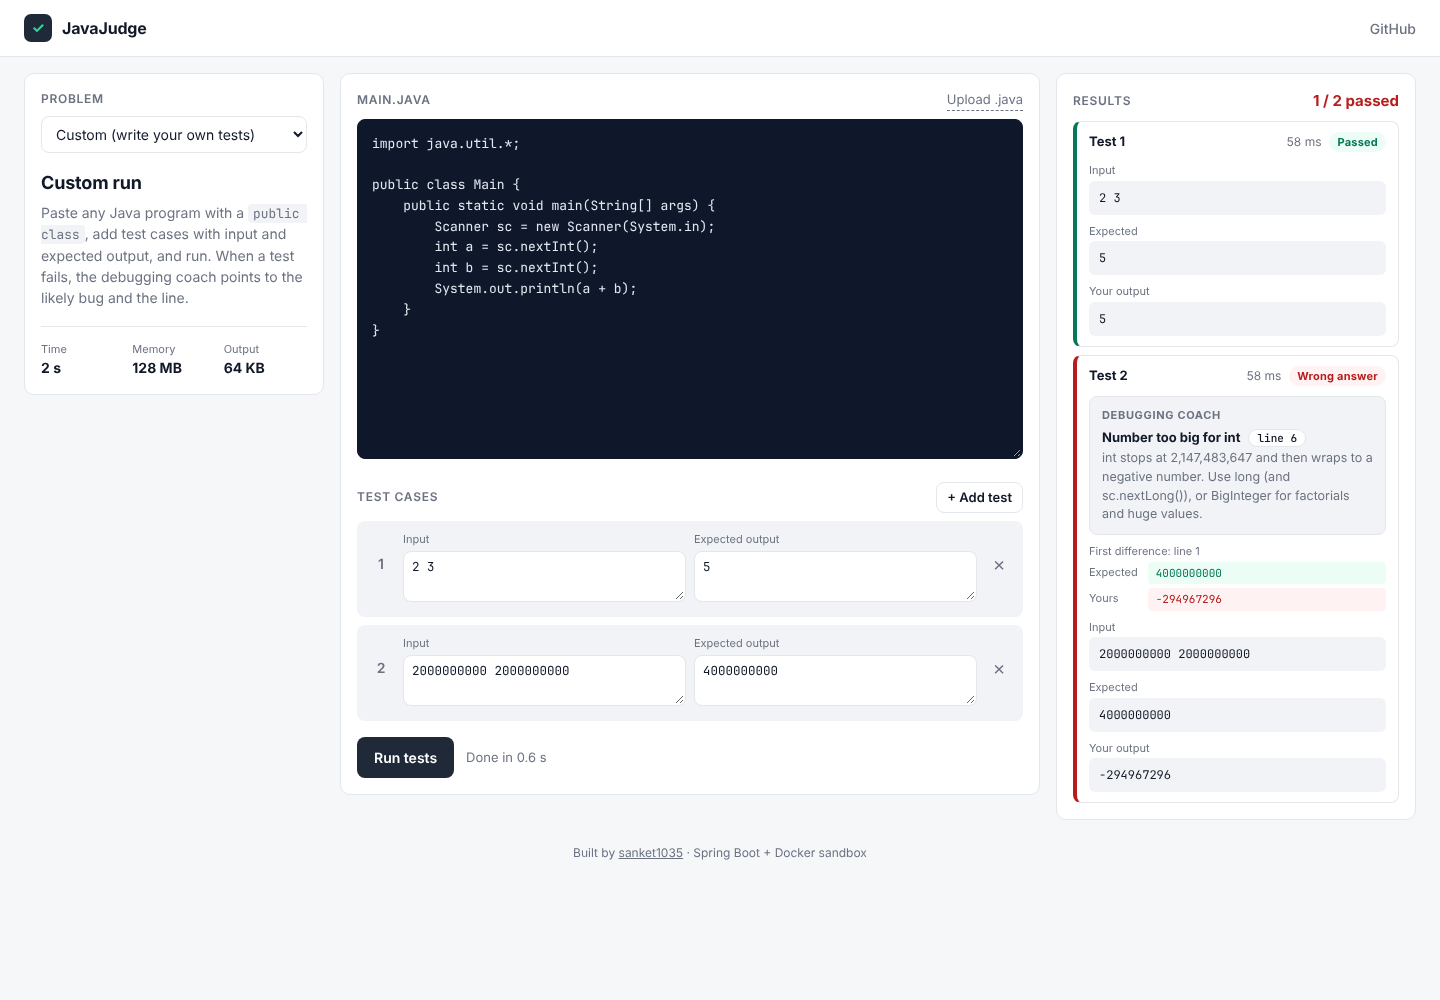 JavaJudge
GitHub
PROBLEM
Custom (write your own tests)
Custom run
Paste any Java program with a public
class, add test cases with input and
expected output, and run. When a test
fails, the debugging coach points to the
likely bug and the line.
Time Memory Output
2 s 128 MB 64 KB
MAIN.JAVA
Upload .java
import java.util.*;
public class Main {
    public static void main(String[] args) {
        Scanner sc = new Scanner(System.in);
        int a = sc.nextInt();
        int b = sc.nextInt();
        System.out.println(a + b);
    }
}
TEST CASES
+ Add test
Input Expected output
1 2 3 5 ×
Input Expected output
2 2000000000 2000000000 4000000000 ×
Run tests Done in 0.6 s
RESULTS 1 / 2 passed
Test 1 58 ms Passed
Input
2 3
Expected
5
Your output
5
Test 2 58 ms Wrong answer
DEBUGGING COACH
Number too big for int line 6
int stops at 2,147,483,647 and then wraps to a
negative number. Use long (and
sc.nextLong()), or BigInteger for factorials
and huge values.
First difference: line 1
Expected 4000000000
Yours -294967296
Input
2000000000 2000000000
Expected
4000000000
Your output
-294967296
Built by sanket1035 · Spring Boot + Docker sandbox